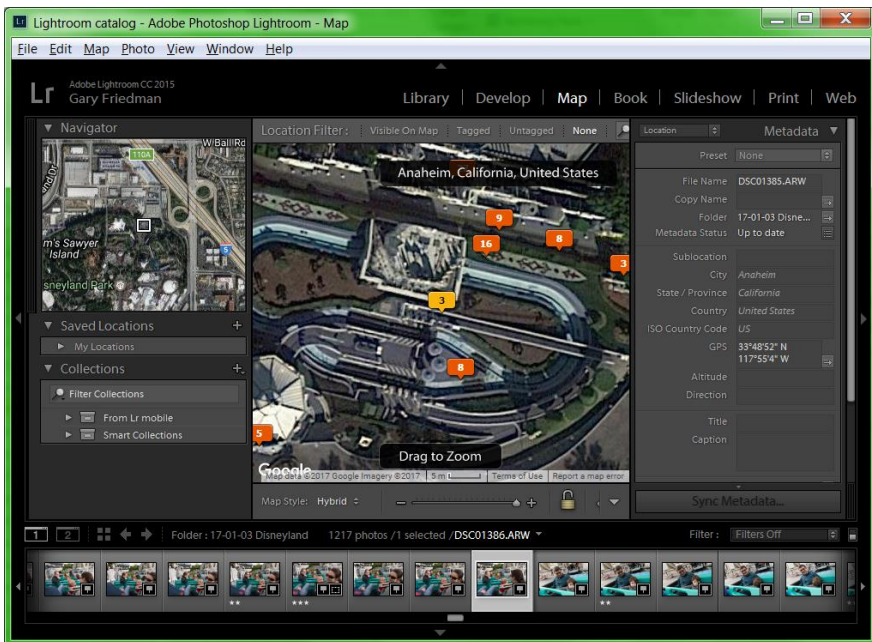 Lr Lightroom catalog - Adobe Photoshop Lightroom - Map
File Edit Map Photo View Window Help
Lr Adobe Lightroom CC 2015
Gary Friedman
Library | Develop | Map | Book | Slideshow | Print | Web
Navigator
W Ball Rd
110A
m's Sawyer
Island
5
sneyland Park
Saved Locations +
My Locations
Collections +
Filter Collections
From Lr mobile
Smart Collections
Location Filter : Visible On Map Tagged Untagged None
Anaheim, California, United States
9
8
16
3
3
8
5
Drag to Zoom
Google
Map data ©2017 Google Imagery ©2017 5 m Terms of Use Report a map error
Map Style: Hybrid
Location Metadata
Preset None
File Name DSC01385.ARW
Copy Name
Folder 17-01-03 Disne...
Metadata Status Up to date
Sublocation
City Anaheim
State / Province California
Country United States
ISO Country Code US
GPS 33°48'52" N
117°55'4" W
Altitude
Direction
Title
Caption
Sync Metadata...
1 2 Folder : 17-01-03 Disneyland 1217 photos /1 selected /DSC01386.ARW Filter : Filters Off